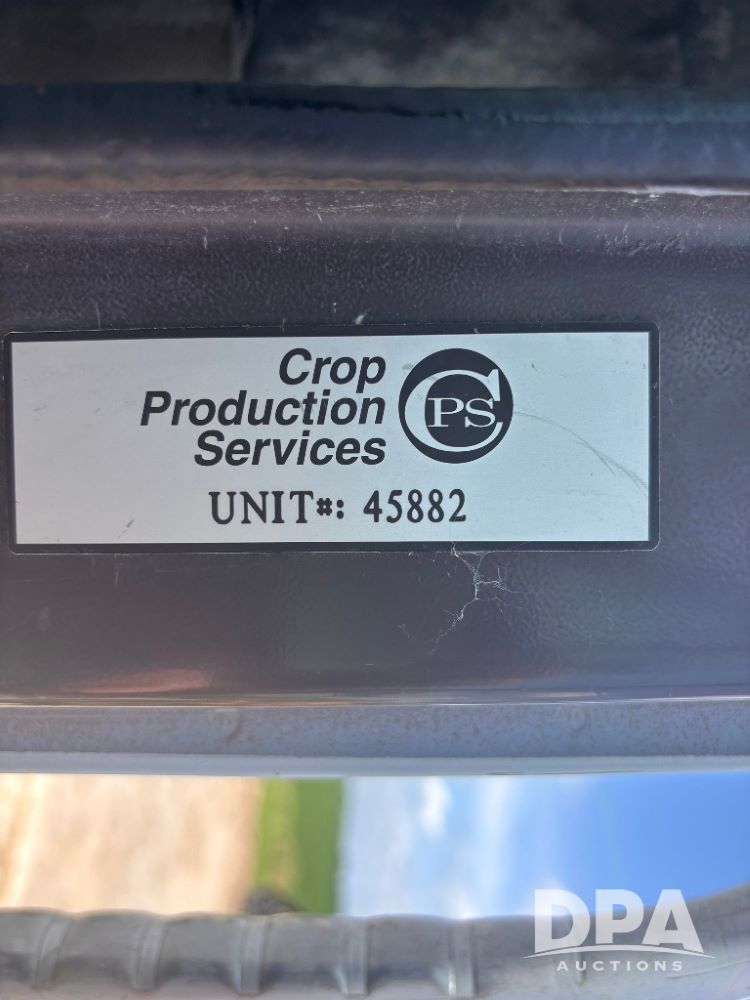 Crop
Production
Services
CPS
UNIT#: 45882
DPA
AUCTIONS